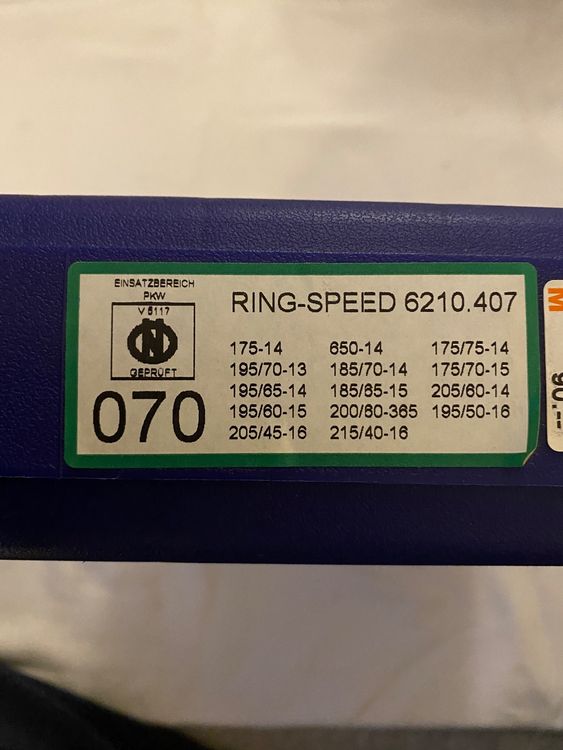 EINSATZBEREICH
PKW
V 5117
N
GEPRÜFT
070
RING-SPEED 6210.407
175-14 650-14 175/75-14
195/70-13 185/70-14 175/70-15
195/65-14 185/65-15 205/60-14
195/60-15 200/60-365 195/50-16
205/45-16 215/40-16
M
90.--